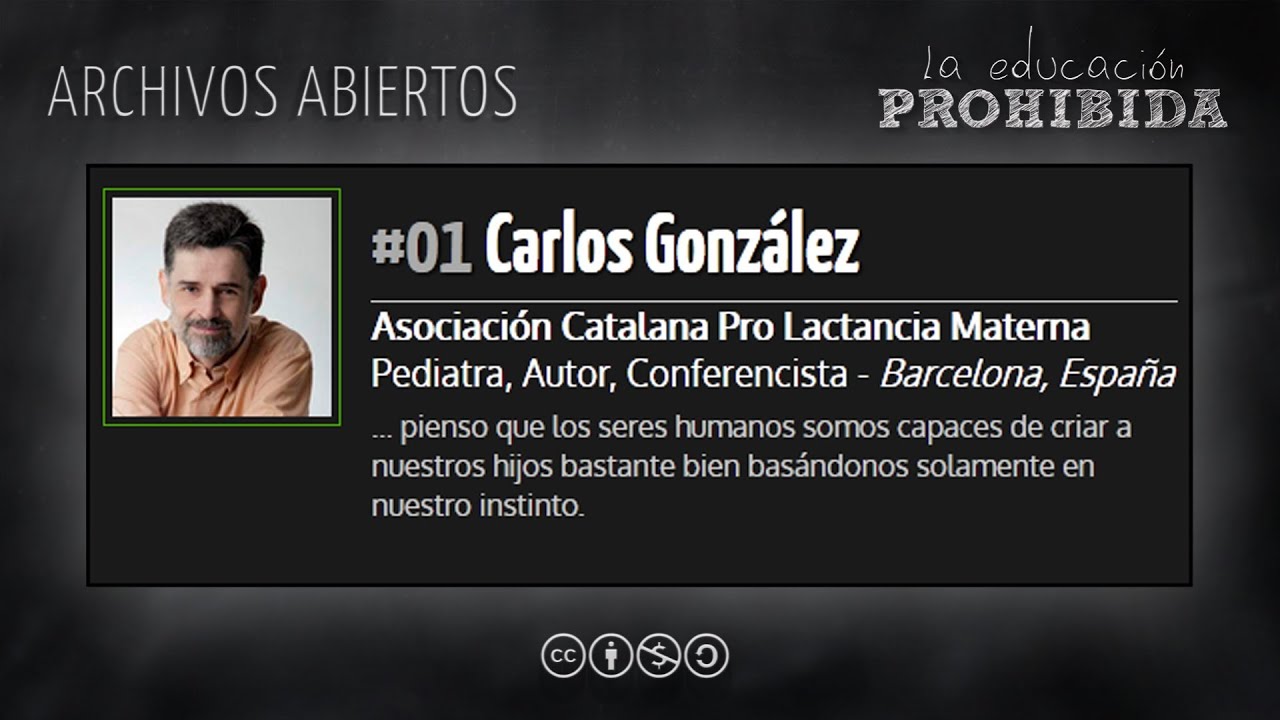 ARCHIVOS ABIERTOS
la educación
PROHIBIDA
#01 Carlos González
Asociación Catalana Pro Lactancia Materna
Pediatra, Autor, Conferencista - Barcelona, España
... pienso que los seres humanos somos capaces de criar a
nuestros hijos bastante bien basándonos solamente en
nuestro instinto.
cc